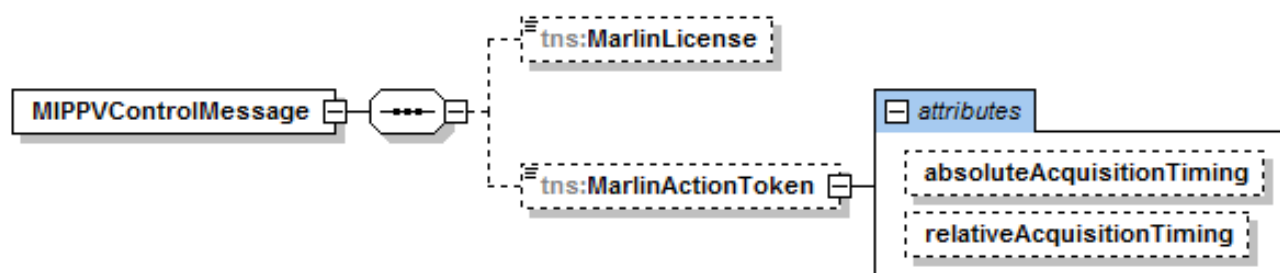 tns:MarlinLicense
MIPPVControlMessage
attributes
absoluteAcquisitionTiming
tns:MarlinActionToken
relativeAcquisitionTiming